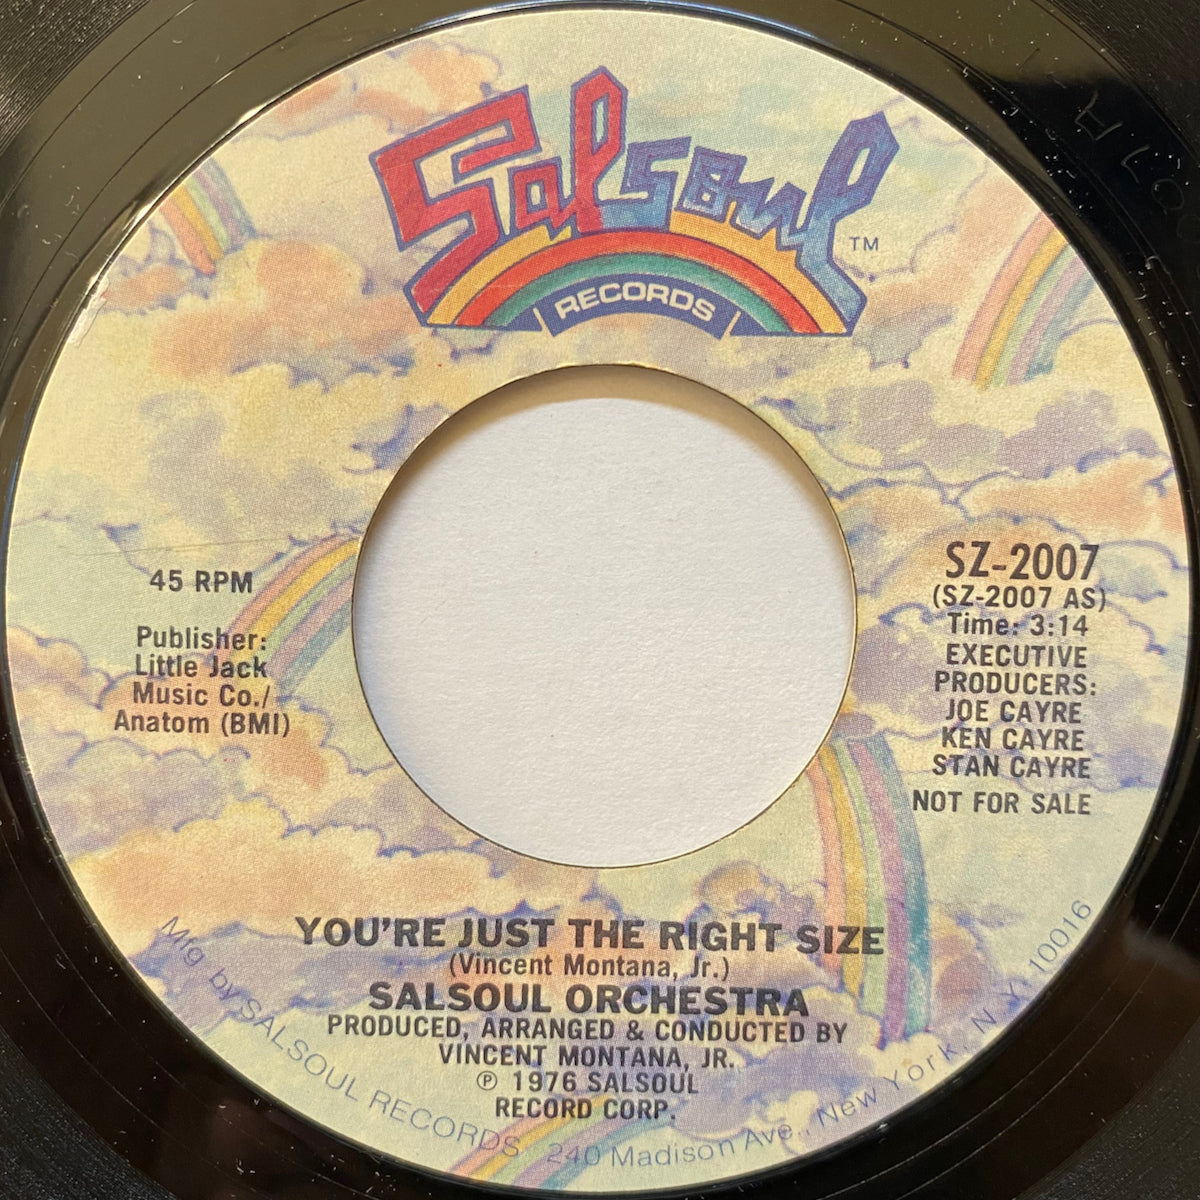 Salsoul TM
RECORDS
45 RPM
Publisher:
Little Jack
Music Co./
Anatom (BMI)
SZ-2007
(SZ-2007 AS)
Time: 3:14
EXECUTIVE
PRODUCERS:
JOE CAYRE
KEN CAYRE
STAN CAYRE
NOT FOR SALE
YOU'RE JUST THE RIGHT SIZE
(Vincent Montana, Jr.)
SALSOUL ORCHESTRA
PRODUCED, ARRANGED & CONDUCTED BY
VINCENT MONTANA, JR.
℗ 1976 SALSOUL
RECORD CORP.
Mfg by SALSOUL RECORDS 240 Madison Ave., New York, N.Y. 10016